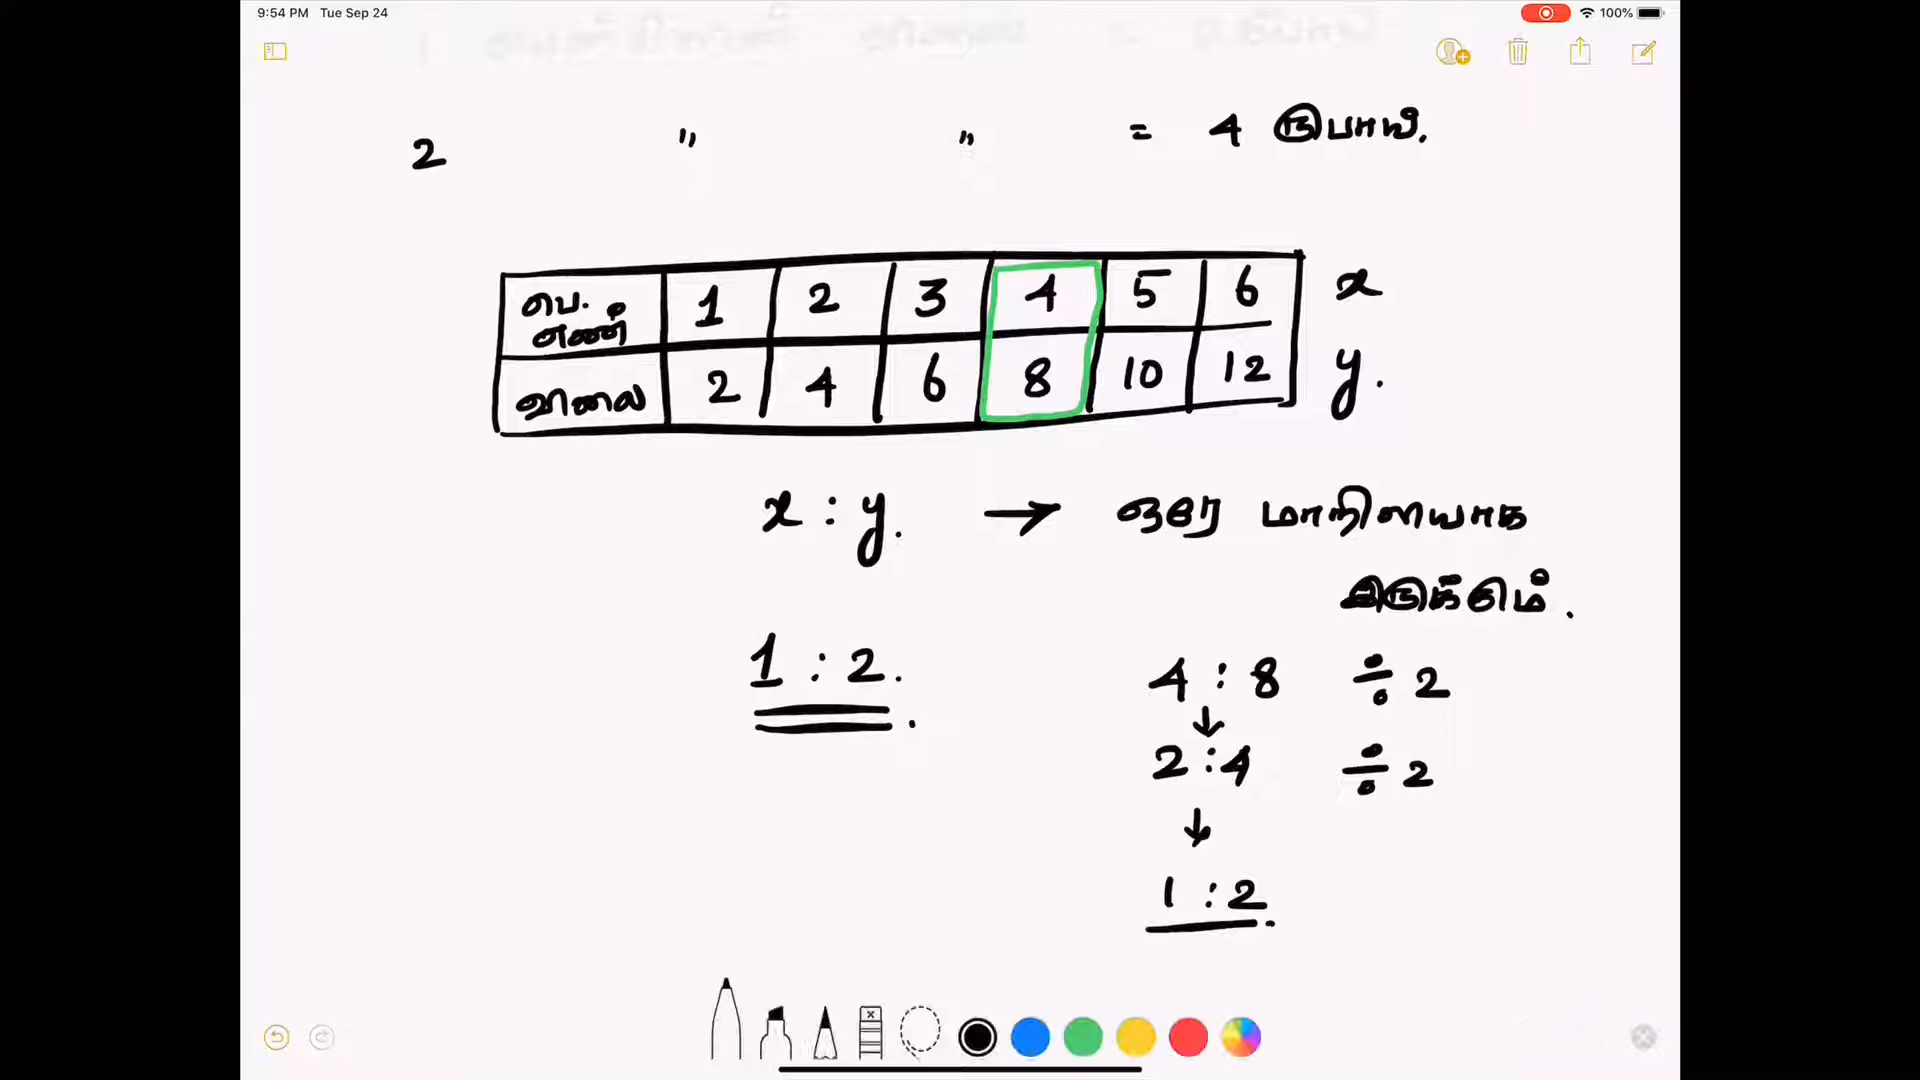 9:54 PM Tue Sep 24
100%
2 " " = 4 ரூபாய்.
பெ. எண் 1 2 3 4 5 6 x
விலை 2 4 6 8 10 12 y.
x : y. → ஒரே மாறிலியாக
இருக்கும்.
1 : 2.
4 : 8 ÷ 2
↓
2 : 4 ÷ 2
↓
1 : 2.